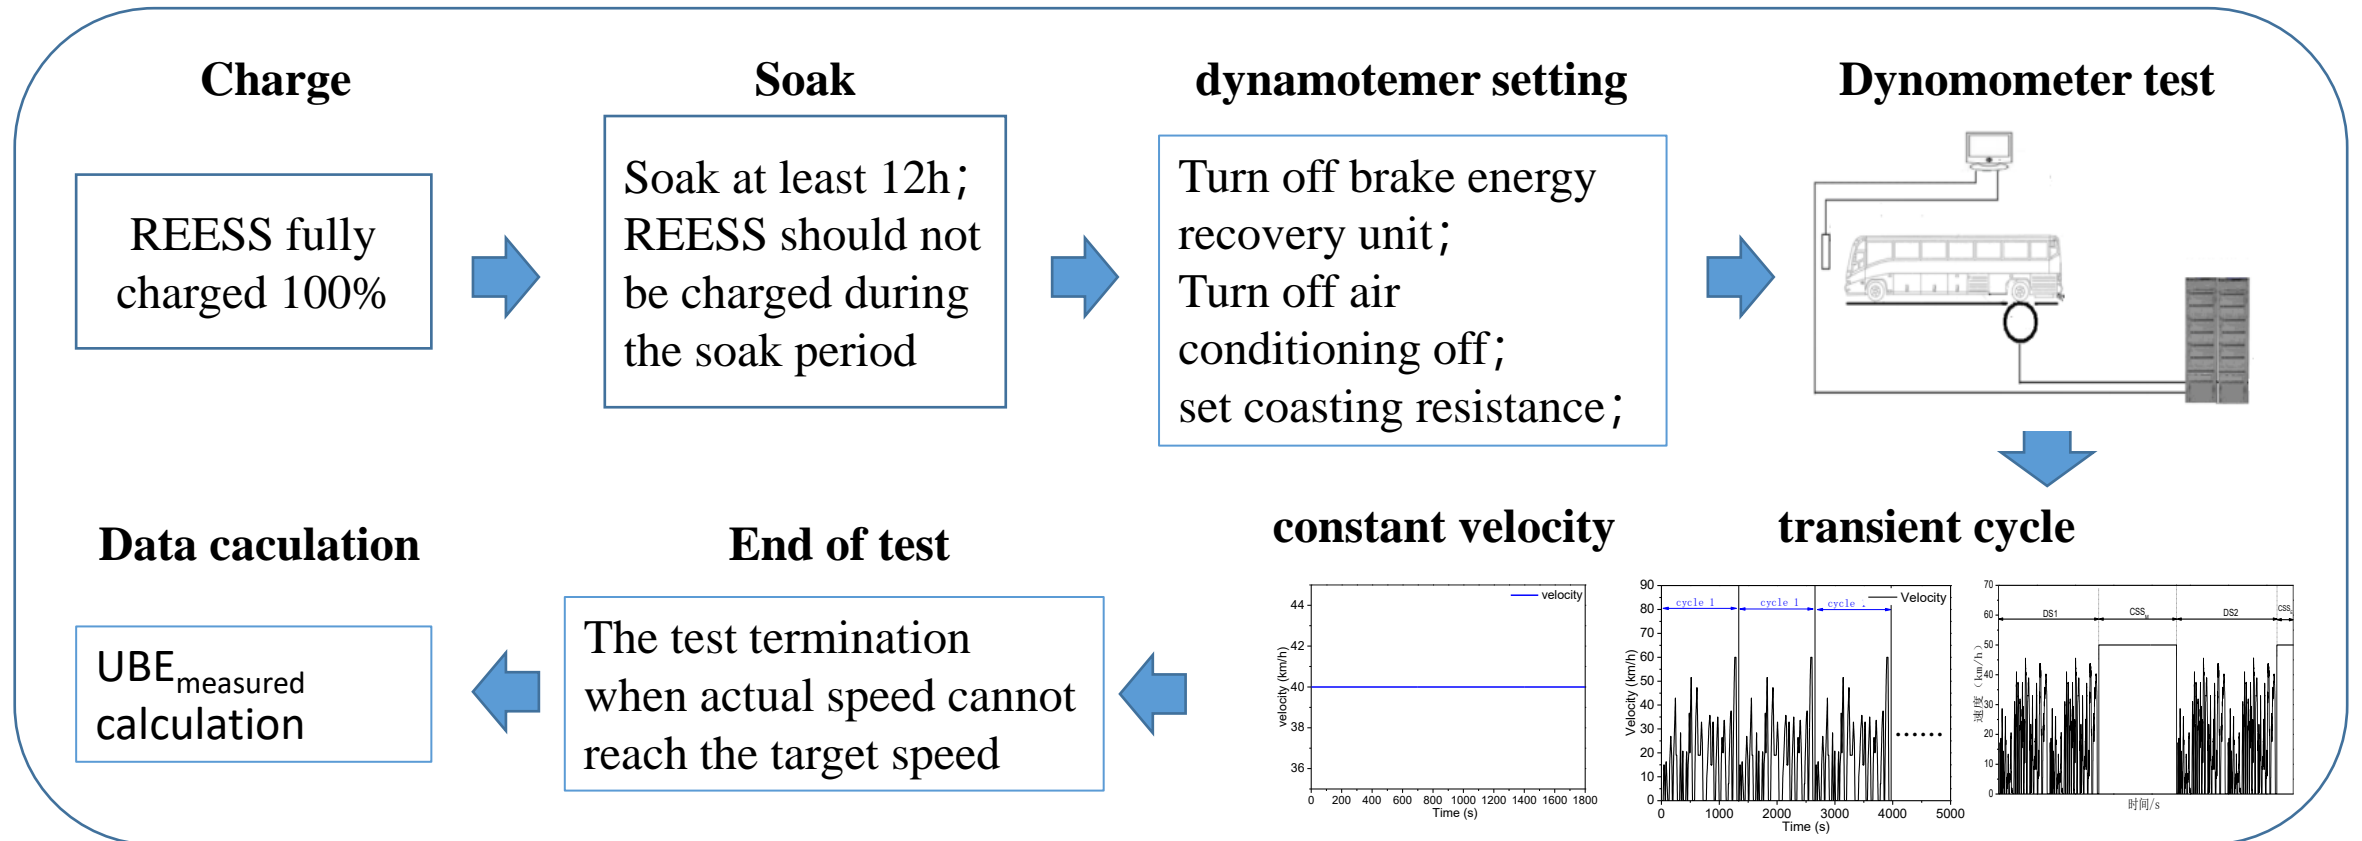 Charge
REESS fully
charged 100%
Soak
Soak at least 12h;
REESS should not
be charged during
the soak period
dynamotemer setting
Turn off brake energy
recovery unit;
Turn off air
conditioning off;
set coasting resistance;
Dynomometer test
transient cycle
90
80
70
60
50
40
30
20
10
0
Velocity (km/h)
cycle 1
cycle 1
cycle .
Velocity
......
0 1000 2000 3000 4000 5000
Time (s)
70
60
50
40
30
20
10
0
速度 (km/h)
DS1
CSS
DS2
CSS
时间/s
constant velocity
44
42
40
38
36
velocity (km/h)
velocity
0 200 400 600 800 1000 1200 1400 1600 1800
Time (s)
End of test
The test termination
when actual speed cannot
reach the target speed
Data caculation
UBEmeasured
calculation